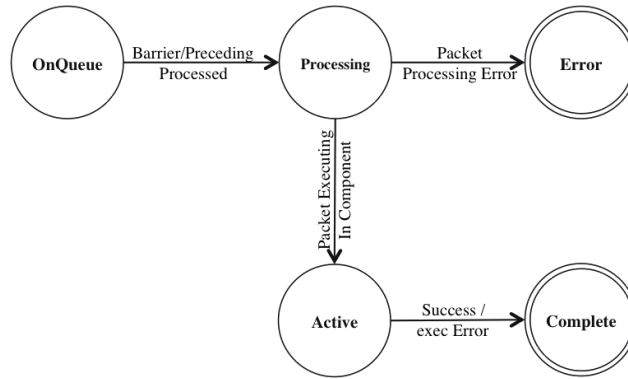 OnQueue
Barrier/Preceding
Processed
Processing
Packet
Processing Error
Error
Packet Executing
In Component
Active
Success /
exec Error
Complete